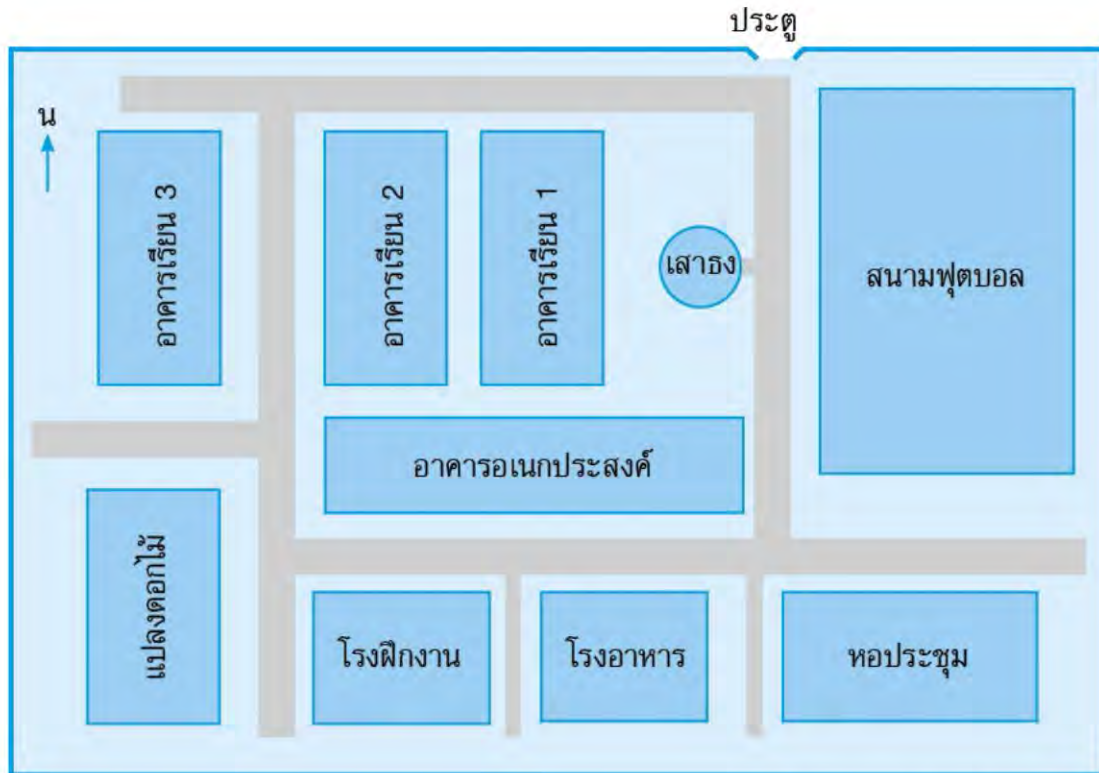 ประตู
น
อาคารเรียน 3
อาคารเรียน 2
อาคารเรียน 1
เสาธง
สนามฟุตบอล
อาคารอเนกประสงค์
แปลงดอกไม้
โรงฝึกงาน
โรงอาหาร
หอประชุม